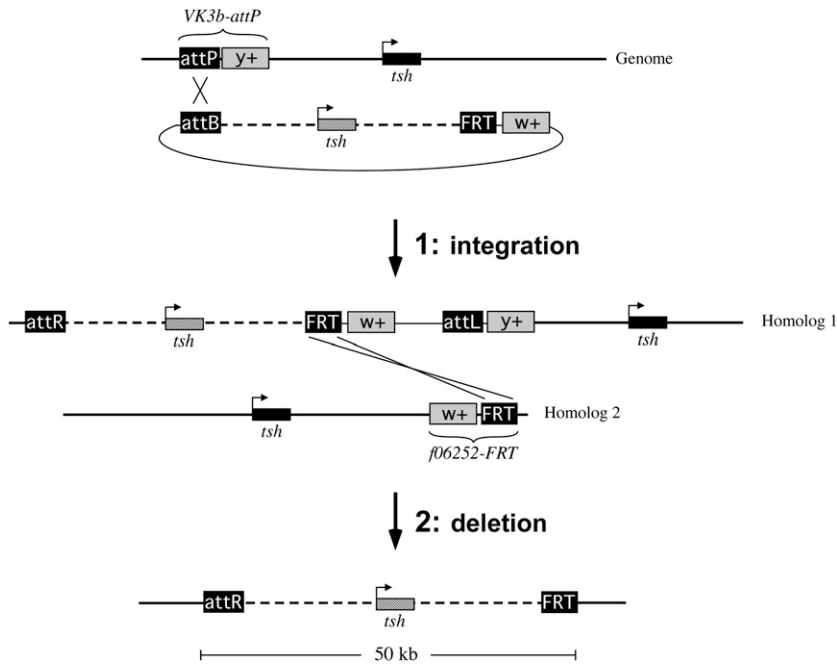 VK3b-attP
attP y+ tsh Genome
attB tsh FRT w+
1: integration
attR tsh FRT w+ attL y+ tsh Homolog 1
tsh w+ FRT Homolog 2
f06252-FRT
2: deletion
attR tsh FRT
50 kb